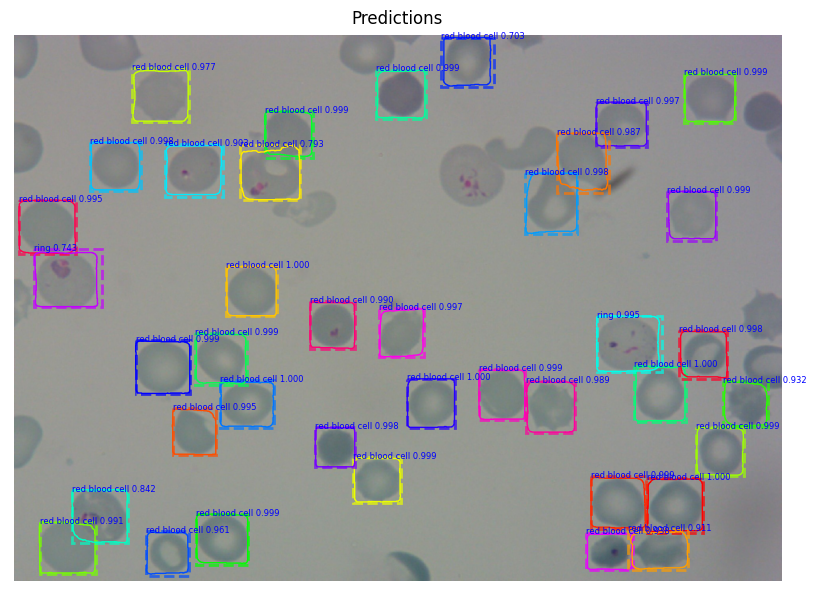 Predictions
red blood cell 0.703
red blood cell 0.977
red blood cell 0.999
red blood cell 0.999
red blood cell 0.997
red blood cell 0.999
red blood cell 0.987
red blood cell 0.998
red blood cell 0.793
red blood cell 0.998
red blood cell 0.999
red blood cell 0.995
ring 0.743
red blood cell 1.000
red blood cell 0.990
red blood cell 0.997
ring 0.995
red blood cell 0.999
red blood cell 0.999
red blood cell 0.998
red blood cell 1.000
red blood cell 0.999
red blood cell 1.000
red blood cell 1.000
red blood cell 0.989
red blood cell 0.932
red blood cell 0.995
red blood cell 0.998
red blood cell 0.999
red blood cell 0.999
red blood cell 1.000
red blood cell 0.842
red blood cell 0.999
red blood cell 0.991
red blood cell 0.961
red blood cell 0.911